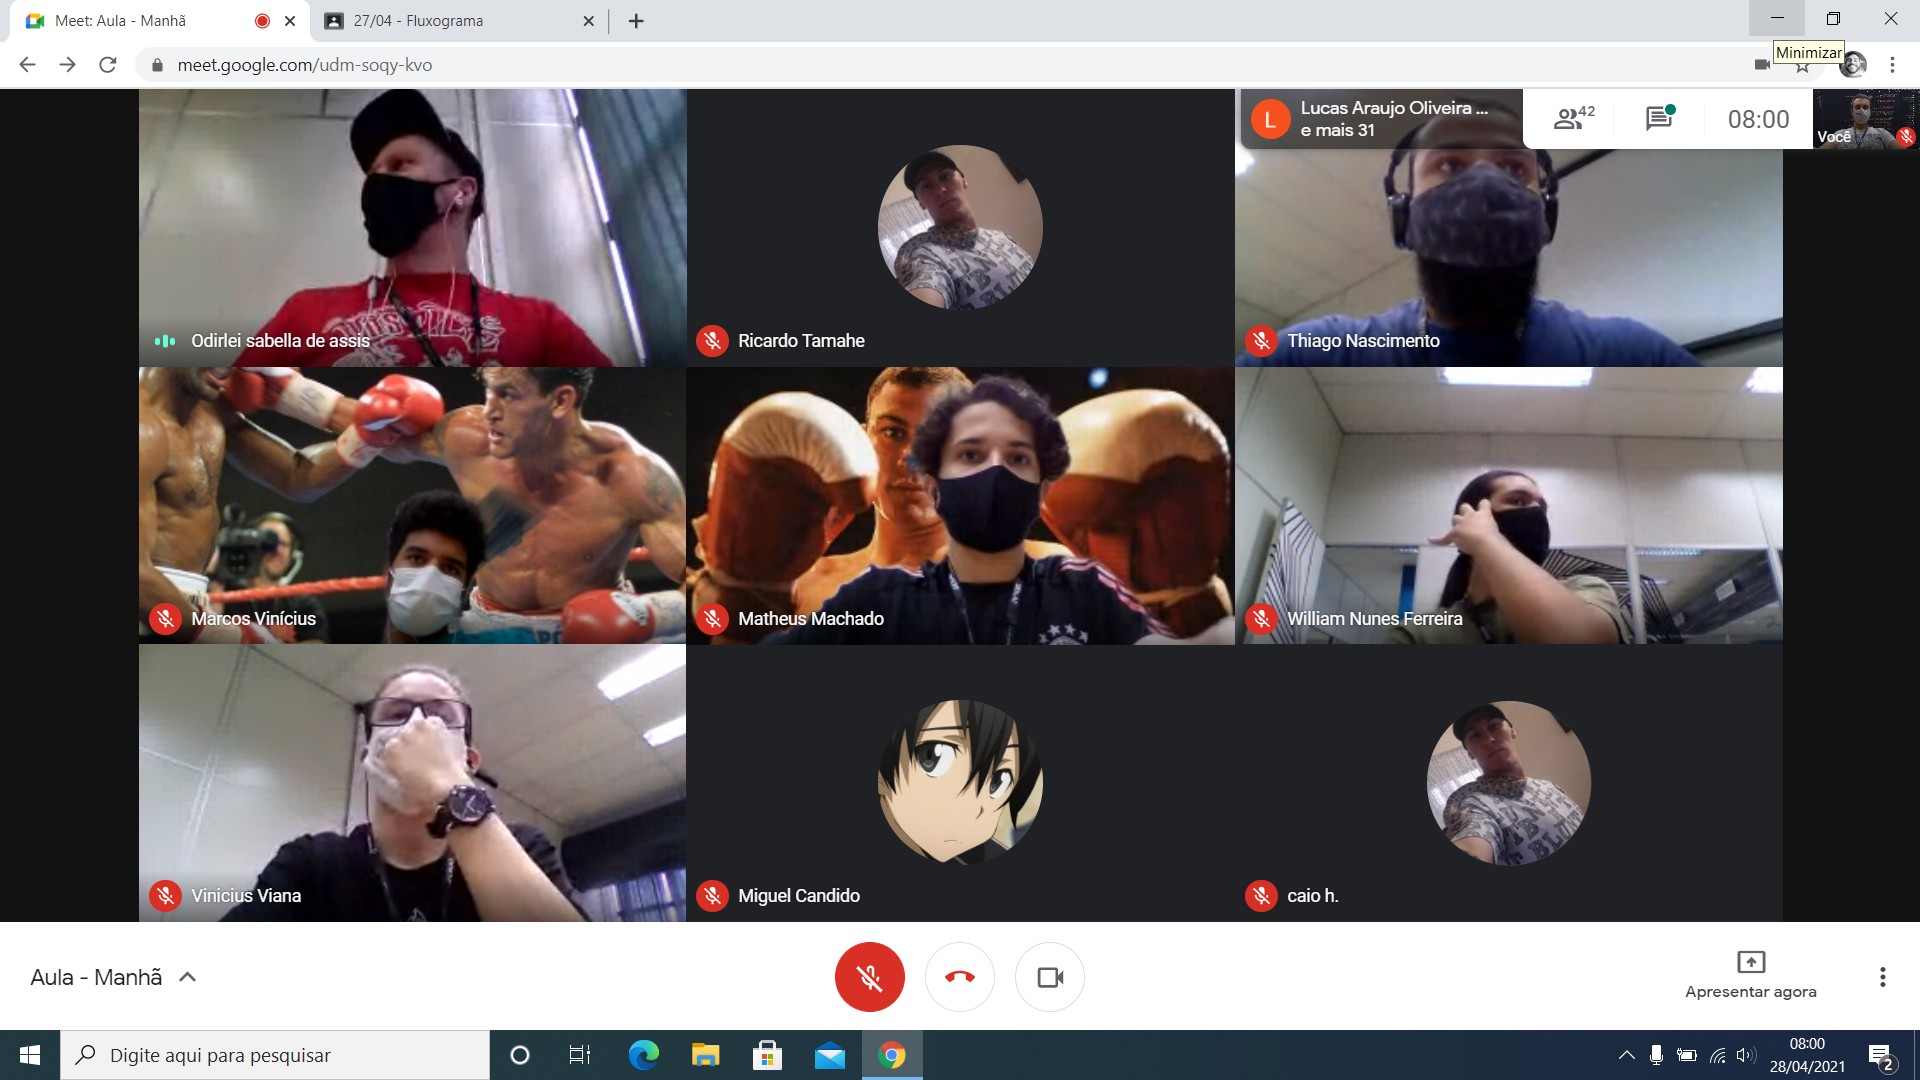 Meet: Aula - Manhã
27/04 - Fluxograma
meet.google.com/udm-soqy-kvo
Minimizar
Lucas Araujo Oliveira ...
e mais 31
L
42
08:00
Você
Odirlei sabella de assis
Ricardo Tamahe
Thiago Nascimento
Marcos Vinícius
Matheus Machado
William Nunes Ferreira
Vinicius Viana
Miguel Candido
caio h.
Aula - Manhã
Apresentar agora
Digite aqui para pesquisar
08:00
28/04/2021
2